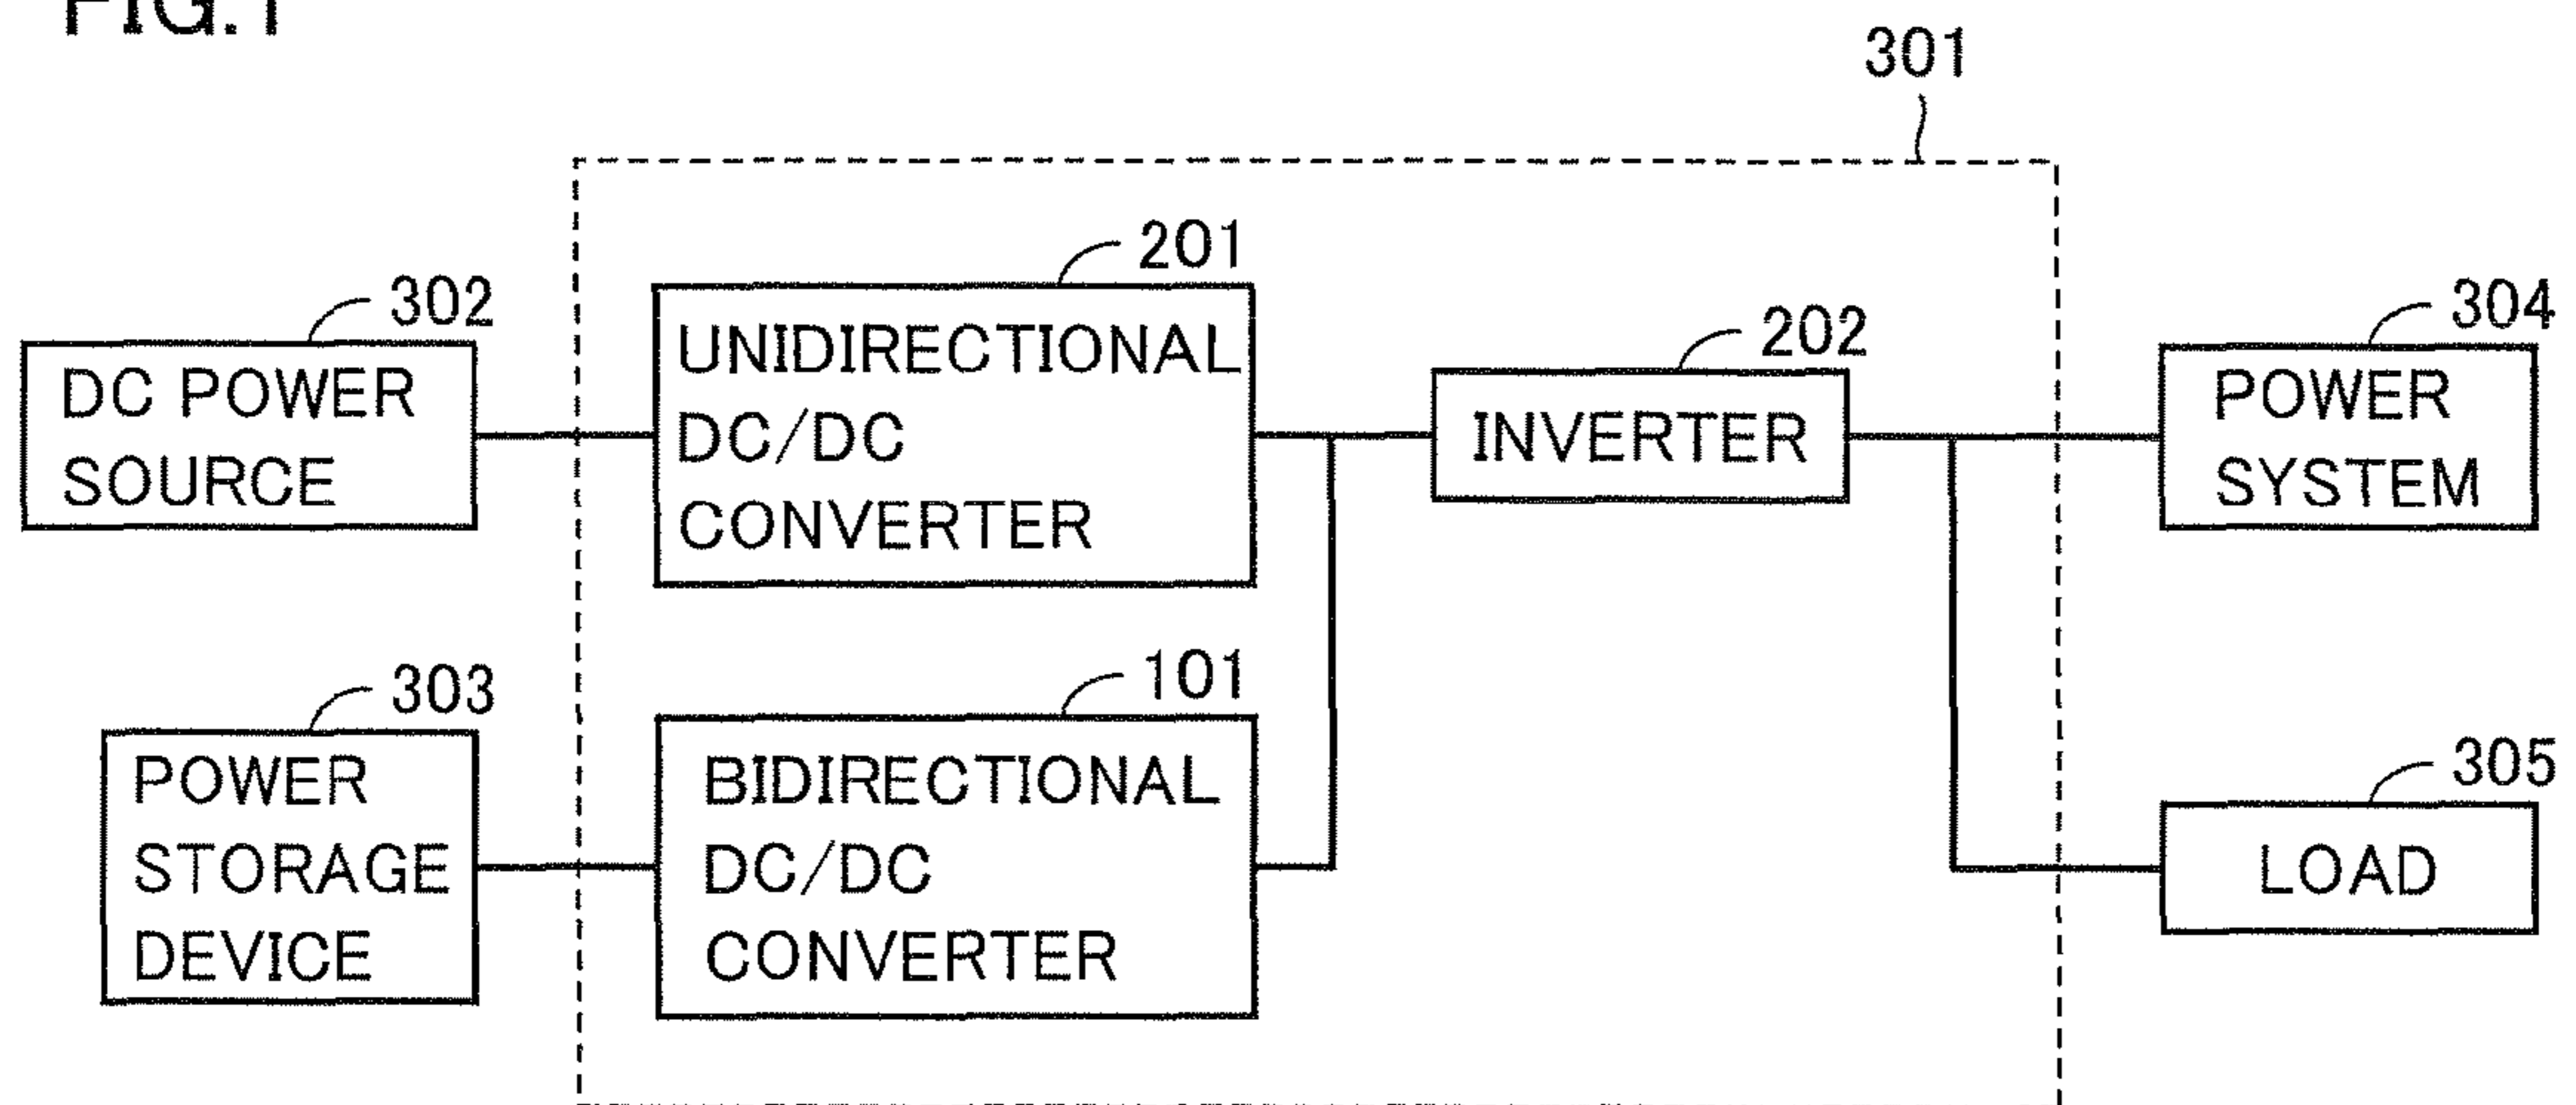 FIG.1
301
201
302
UNIDIRECTIONAL
DC/DC
CONVERTER
202
304
DC POWER
SOURCE
INVERTER
POWER
SYSTEM
303
101
POWER
STORAGE
DEVICE
BIDIRECTIONAL
DC/DC
CONVERTER
305
LOAD